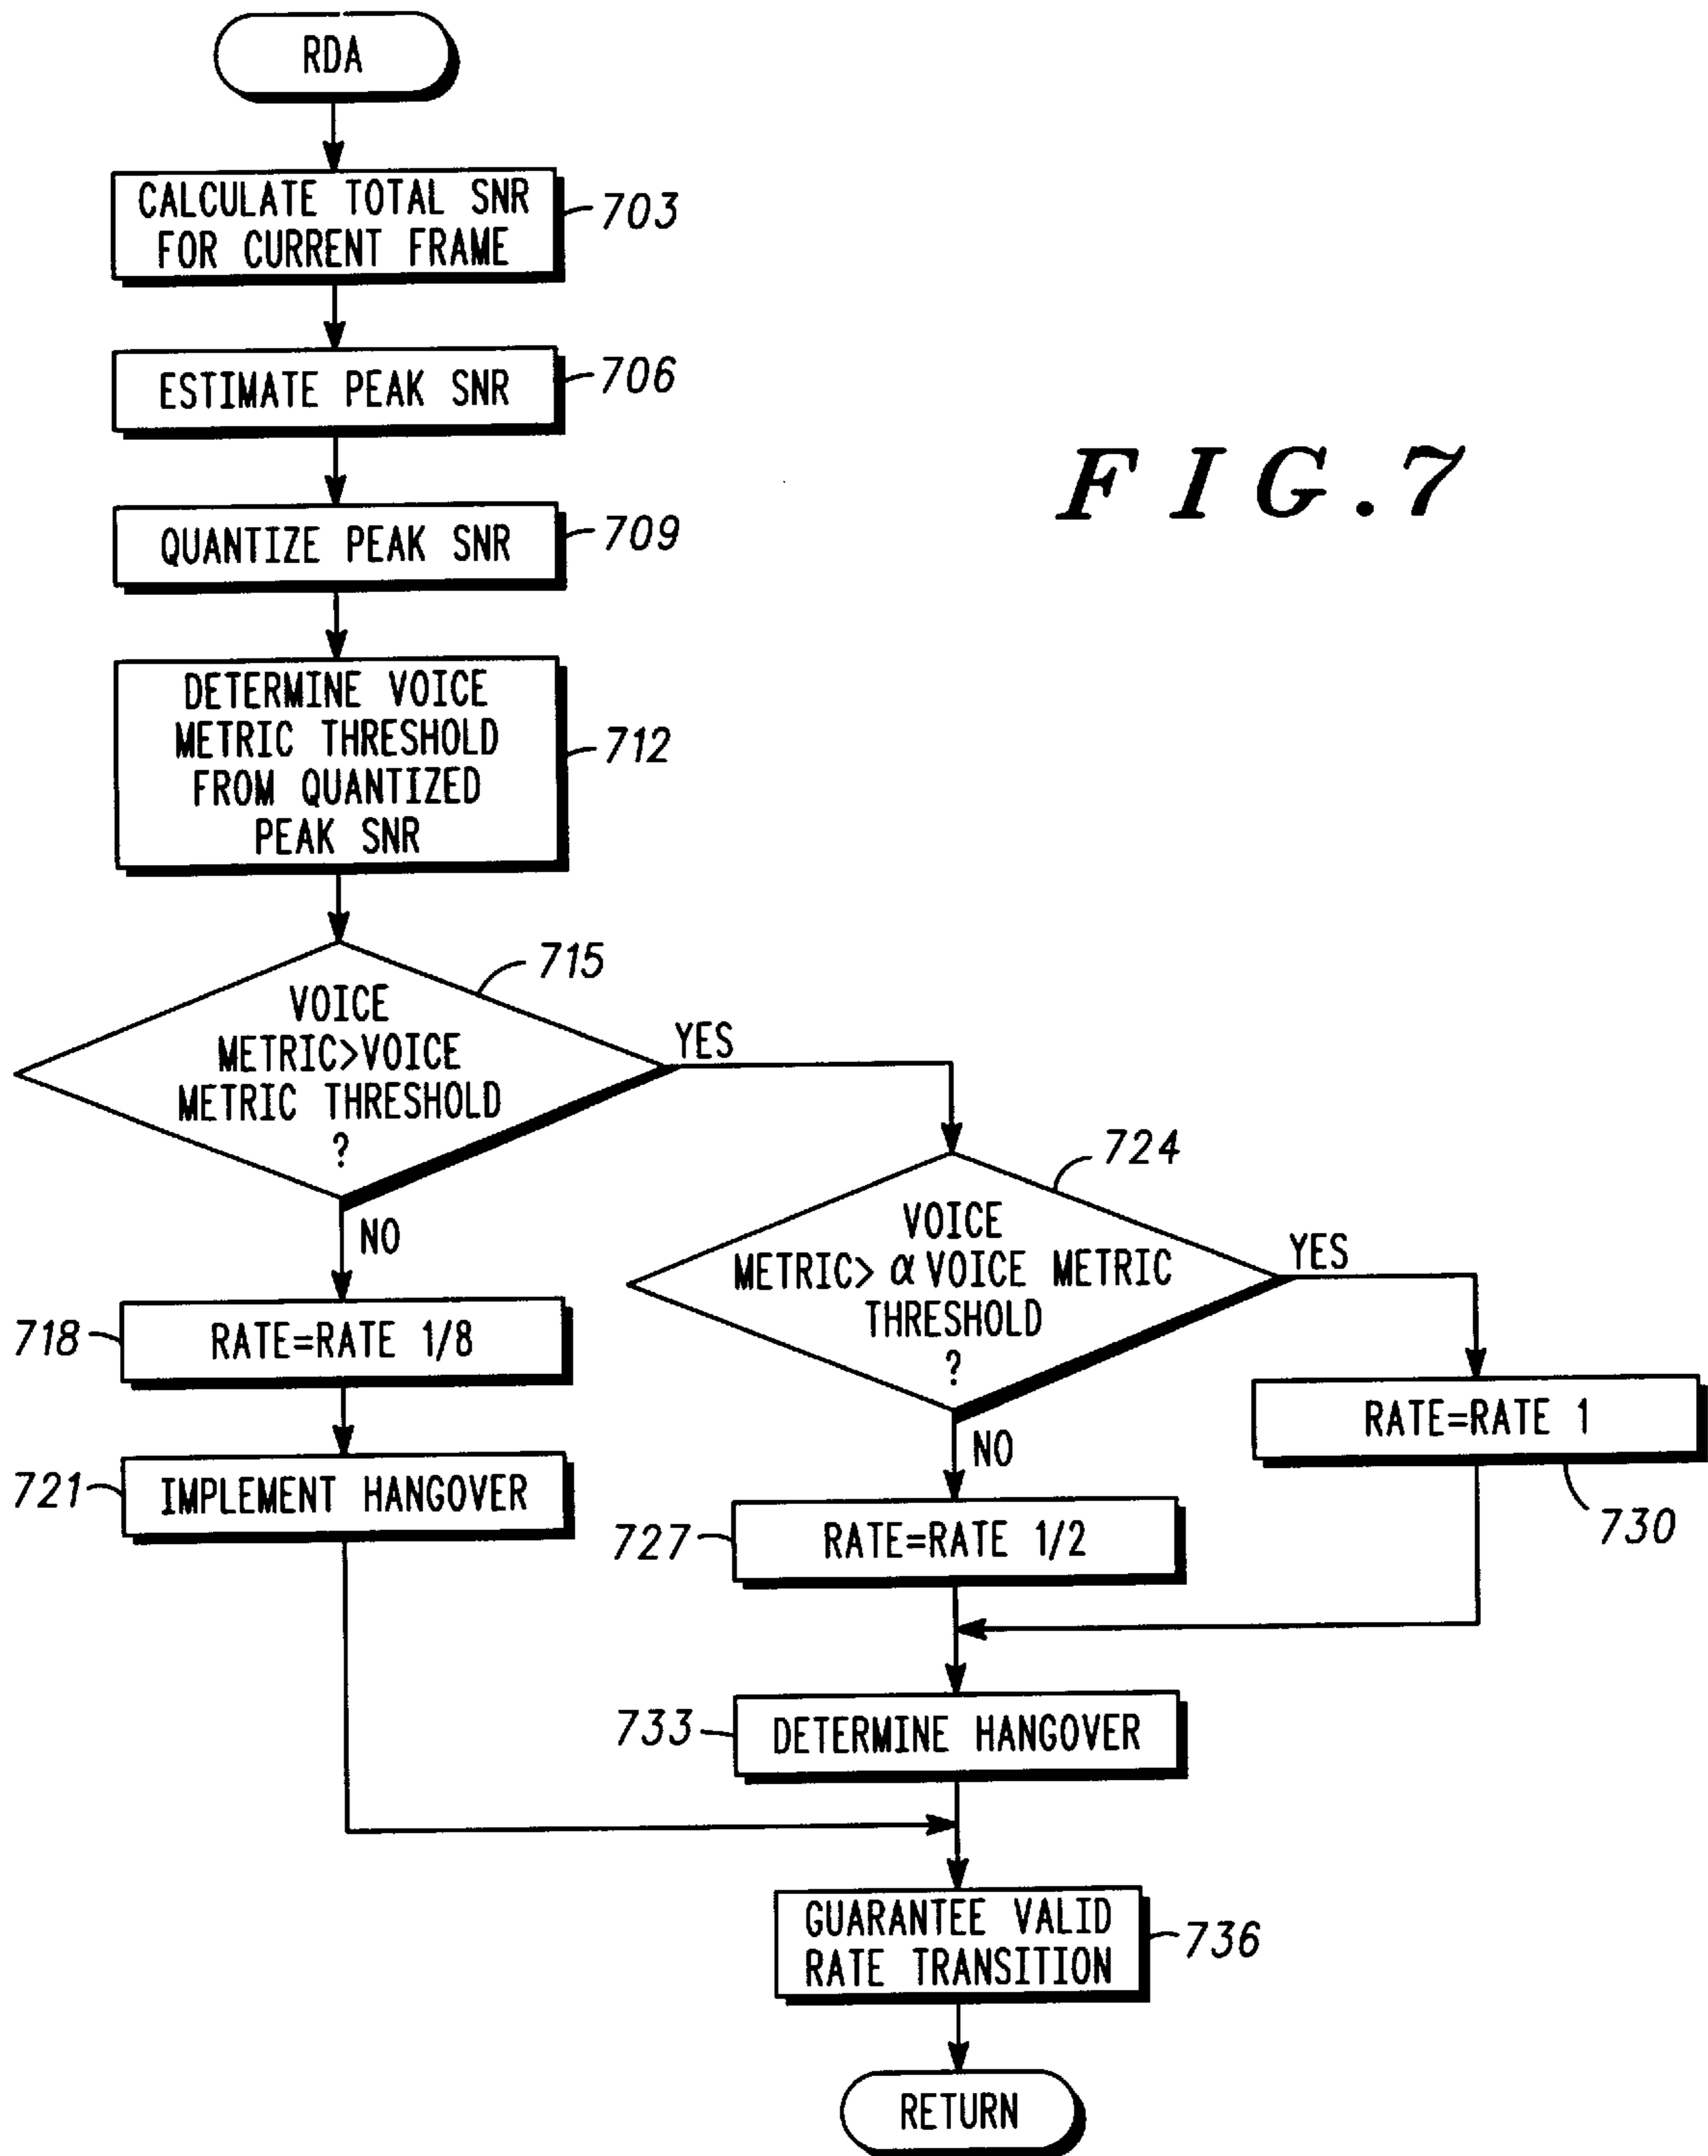 RDA
CALCULATE TOTAL SNR
FOR CURRENT FRAME
703
ESTIMATE PEAK SNR
706
F I G . 7
QUANTIZE PEAK SNR
709
DETERMINE VOICE
METRIC THRESHOLD
FROM QUANTIZED
PEAK SNR
712
715
VOICE
METRIC>VOICE
METRIC THRESHOLD
?
YES
NO
724
VOICE
METRIC> α VOICE METRIC
THRESHOLD
?
YES
NO
718
RATE=RATE 1/8
RATE=RATE 1
730
721
IMPLEMENT HANGOVER
727
RATE=RATE 1/2
733
DETERMINE HANGOVER
GUARANTEE VALID
RATE TRANSITION
736
RETURN